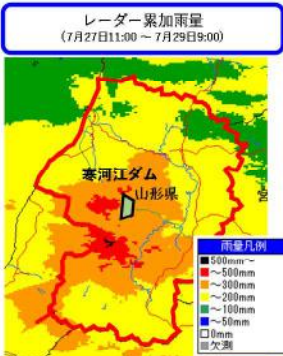 レーダー累加雨量
(7月27日11:00 ～ 7月29日9:00)
寒河江ダム
山形県
雨量凡例
500mm～
～500mm
～300mm
～200mm
～100mm
～50mm
0mm
欠測